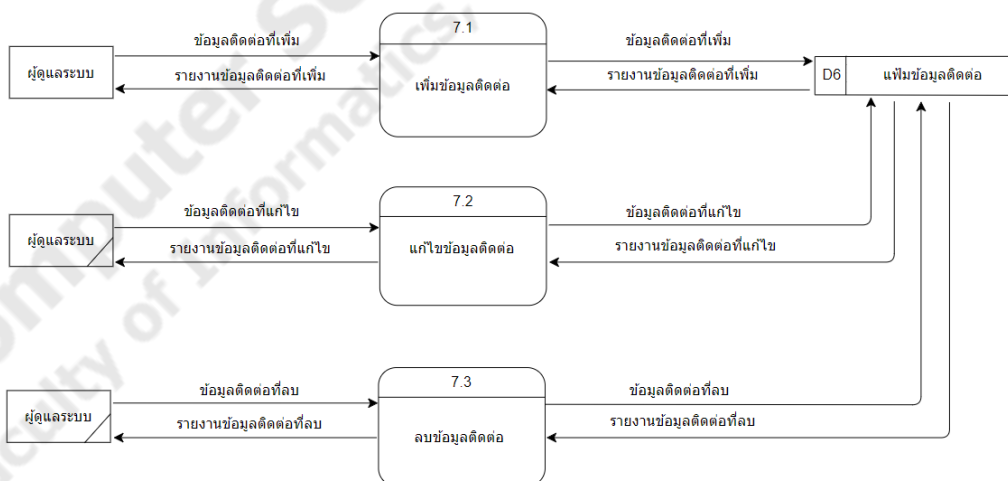 7.1
ข้อมูลติดต่อที่เพิ่ม
ข้อมูลติดต่อที่เพิ่ม
ผู้ดูแลระบบ
รายงานข้อมูลติดต่อที่เพิ่ม
เพิ่มข้อมูลติดต่อ
รายงานข้อมูลติดต่อที่เพิ่ม
D6
แฟ้มข้อมูลติดต่อ
7.2
ข้อมูลติดต่อที่แก้ไข
ข้อมูลติดต่อที่แก้ไข
ผู้ดูแลระบบ
รายงานข้อมูลติดต่อที่แก้ไข
แก้ไขข้อมูลติดต่อ
รายงานข้อมูลติดต่อที่แก้ไข
7.3
ข้อมูลติดต่อที่ลบ
ข้อมูลติดต่อที่ลบ
ผู้ดูแลระบบ
รายงานข้อมูลติดต่อที่ลบ
ลบข้อมูลติดต่อ
รายงานข้อมูลติดต่อที่ลบ
omputer S
culty of Informatics,